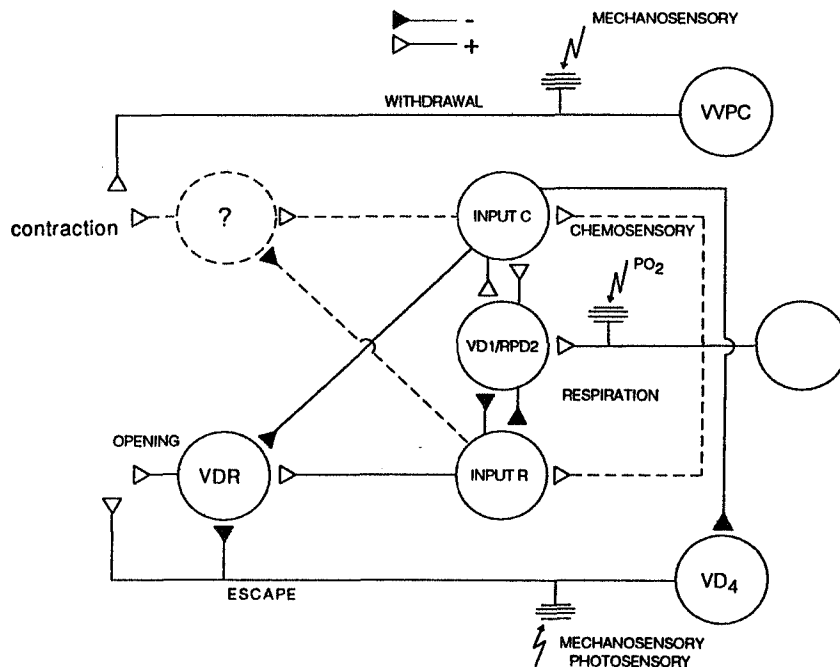 -
+
MECHANOSENSORY
WITHDRAWAL
VVPC
contraction
?
INPUT C
CHEMOSENSORY
PO2
VD1/RPD2
RESPIRATION
OPENING
VDR
INPUT R
ESCAPE
VD4
MECHANOSENSORY
PHOTOSENSORY